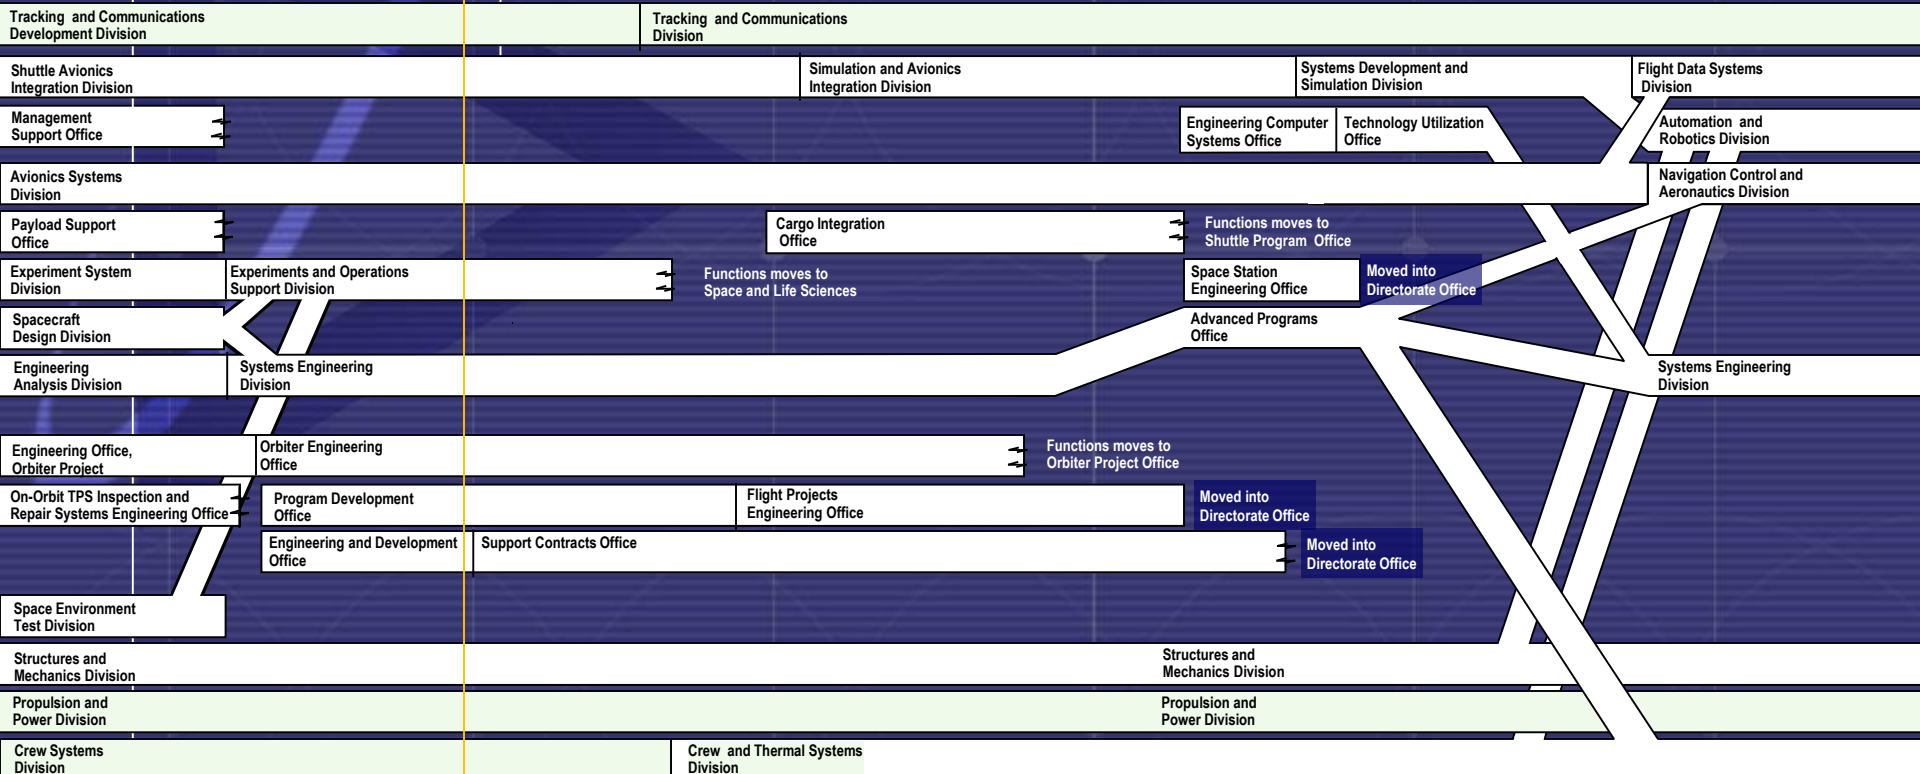 Tracking and Communications
Development Division
Tracking and Communications
Division
Shuttle Avionics
Integration Division
Simulation and Avionics
Integration Division
Systems Development and
Simulation Division
Flight Data Systems
Division
Management
Support Office
Engineering Computer
Systems Office
Technology Utilization
Office
Automation and
Robotics Division
Avionics Systems
Division
Navigation Control and
Aeronautics Division
Payload Support
Office
Cargo Integration
Office
Functions moves to
Shuttle Program Office
Experiment System
Division
Experiments and Operations
Support Division
Functions moves to
Space and Life Sciences
Space Station
Engineering Office
Moved into
Directorate Office
Spacecraft
Design Division
Advanced Programs
Office
Engineering
Analysis Division
Systems Engineering
Division
Systems Engineering
Division
Engineering Office,
Orbiter Project
Orbiter Engineering
Office
Functions moves to
Orbiter Project Office
On-Orbit TPS Inspection and
Repair Systems Engineering Office
Program Development
Office
Flight Projects
Engineering Office
Moved into
Directorate Office
Engineering and Development
Office
Support Contracts Office
Moved into
Directorate Office
Space Environment
Test Division
Structures and
Mechanics Division
Structures and
Mechanics Division
Propulsion and
Power Division
Propulsion and
Power Division
Crew Systems
Division
Crew and Thermal Systems
Division